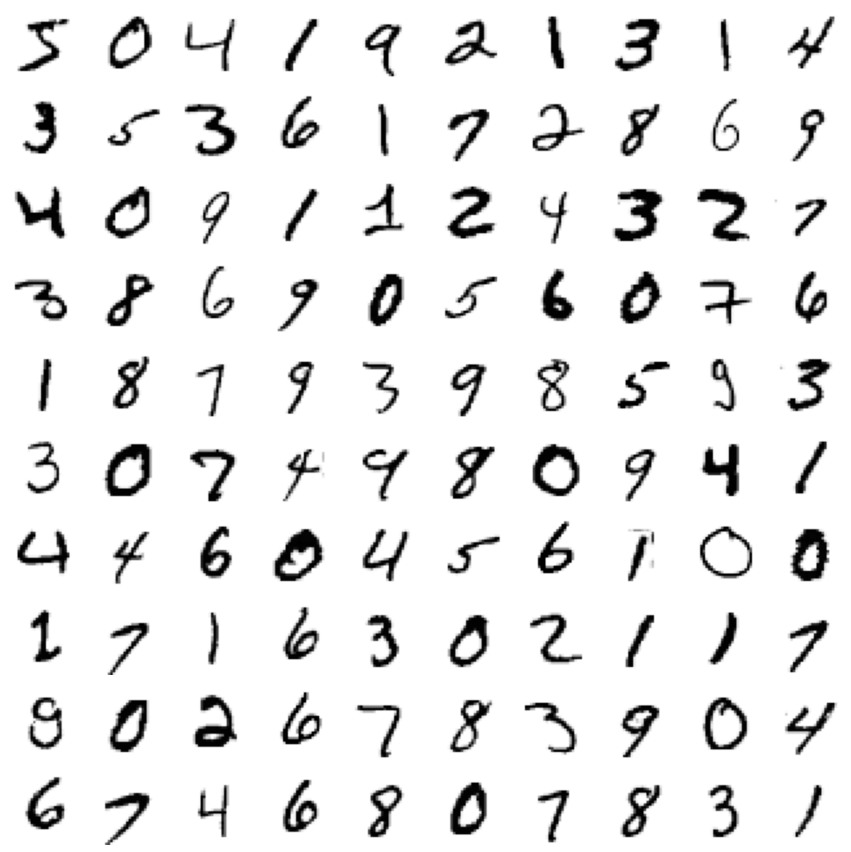 5 0 4 1 9 2 1 3 1 4
3 5 3 6 1 7 2 8 6 9
4 0 9 1 1 2 4 3 2 7
3 8 6 9 0 5 6 0 7 6
1 8 7 9 3 9 8 5 9 3
3 0 7 4 9 8 0 9 4 1
4 4 6 0 4 5 6 1 0 0
1 7 1 6 3 0 2 1 1 7
8 0 2 6 7 8 3 9 0 4
6 7 4 6 8 0 7 8 3 1